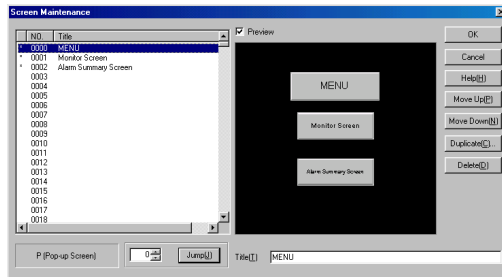 Screen Maintenance
NO. Title
* 0000 MENU
* 0001 Monitor Screen
* 0002 Alarm Summary Screen
0003
0004
0005
0006
0007
0008
0009
0010
0011
0012
0013
0014
0015
0016
0017
0018
Preview
MENU
Monitor Screen
Alarm Summary Screen
OK
Cancel
Help(H)
Move Up(P)
Move Down(N)
Duplicate(C)...
Delete(D)
P (Pop-up Screen)
0
Jump(J)
Title(T) MENU